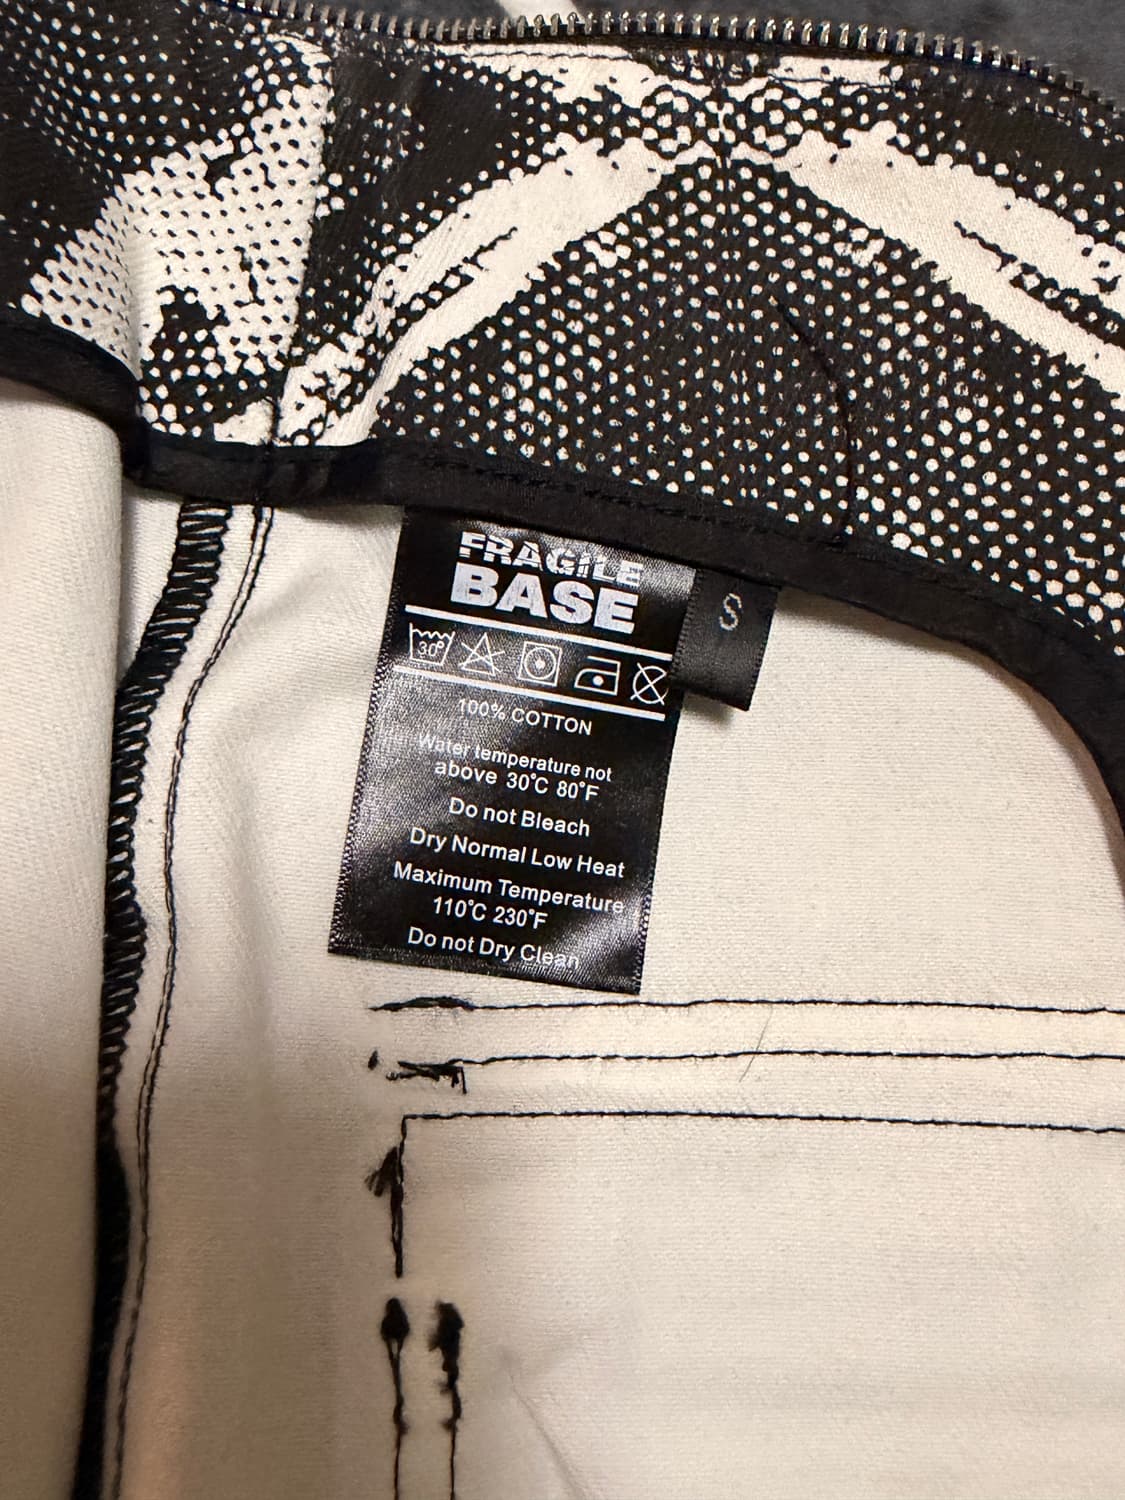 FRAGILE
BASE
S
30°
100% COTTON
Water temperature not
above 30°C 80°F
Do not Bleach
Dry Normal Low Heat
Maximum Temperature
110°C 230°F
Do not Dry Clean